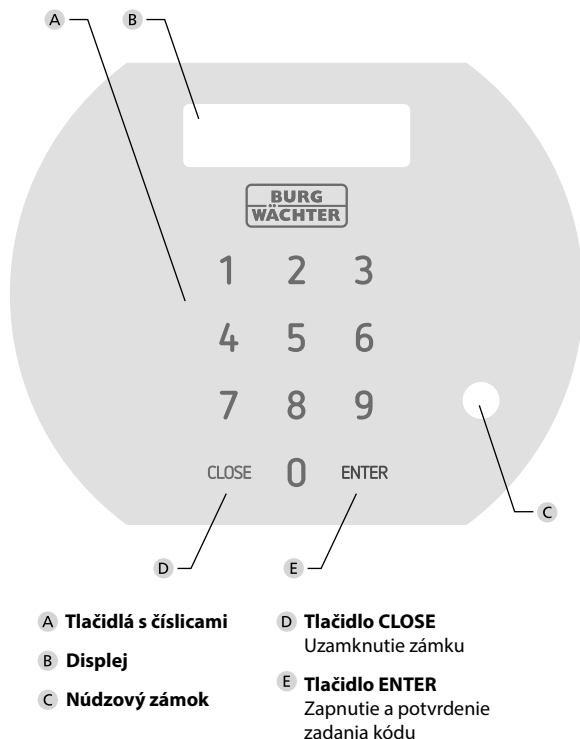 A B
BURG
WÄCHTER
1 2 3
4 5 6
7 8 9
CLOSE 0 ENTER
C
D E
A Tlačidlá s číslicami
B Displej
C Núdzový zámok
D Tlačidlo CLOSE
Uzamknutie zámku
E Tlačidlo ENTER
Zapnutie a potvrdenie
zadania kódu